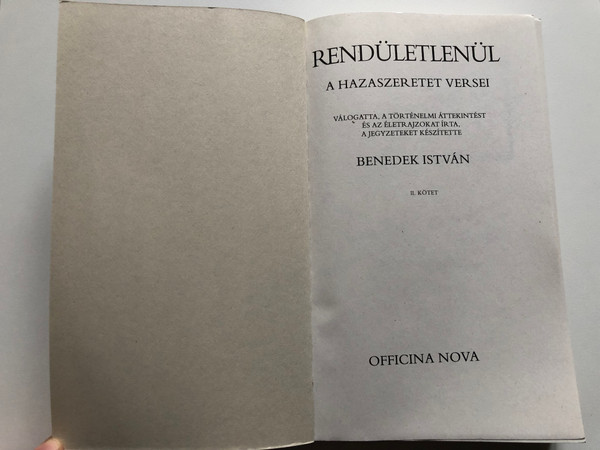 RENDÜLETLENÜL
A HAZASZERETET VERSEI
VÁLOGATTA, A TÖRTÉNELMI ÁTTEKINTÉST
ÉS AZ ÉLETRAJZOKAT ÍRTA,
A JEGYZETEKET KÉSZÍTETTE
BENEDEK ISTVÁN
II. KÖTET
OFFICINA NOVA